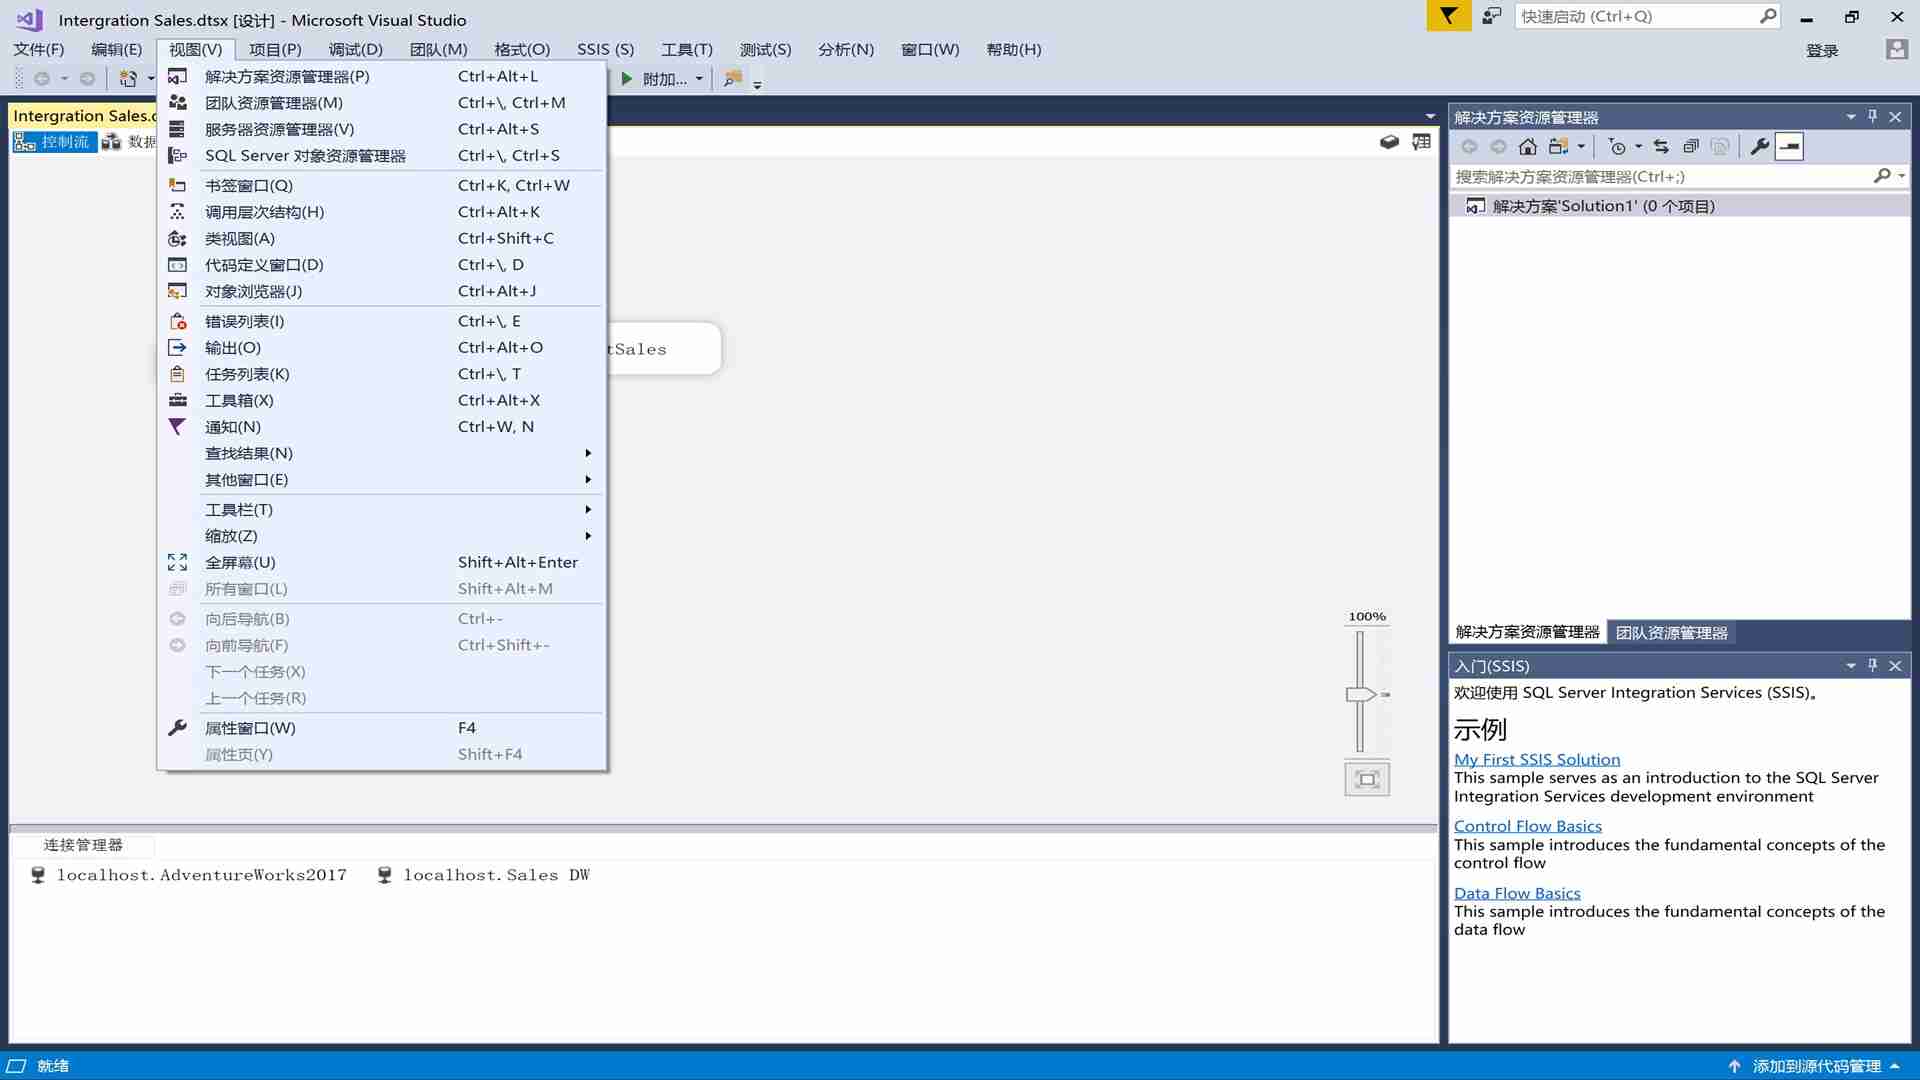 Intergration Sales.dtsx [设计] - Microsoft Visual Studio
快速启动 (Ctrl+Q)
文件(F) 编辑(E) 视图(V) 项目(P) 调试(D) 团队(M) 格式(O) SSIS (S) 工具(T) 测试(S) 分析(N) 窗口(W) 帮助(H)
登录
附加...
解决方案资源管理器(P) Ctrl+Alt+L
团队资源管理器(M) Ctrl+\, Ctrl+M
服务器资源管理器(V) Ctrl+Alt+S
SQL Server 对象资源管理器 Ctrl+\, Ctrl+S
书签窗口(Q) Ctrl+K, Ctrl+W
调用层次结构(H) Ctrl+Alt+K
类视图(A) Ctrl+Shift+C
代码定义窗口(D) Ctrl+\, D
对象浏览器(J) Ctrl+Alt+J
错误列表(I) Ctrl+\, E
输出(O) Ctrl+Alt+O
任务列表(K) Ctrl+\, T
工具箱(X) Ctrl+Alt+X
通知(N) Ctrl+W, N
查找结果(N)
其他窗口(E)
工具栏(T)
缩放(Z)
全屏幕(U) Shift+Alt+Enter
所有窗口(L) Shift+Alt+M
向后导航(B) Ctrl+-
向前导航(F) Ctrl+Shift+-
下一个任务(X)
上一个任务(R)
属性窗口(W) F4
属性页(Y) Shift+F4
Intergration Sales.
控制流 数据
tSales
100%
连接管理器
localhost.AdventureWorks2017 localhost.Sales DW
解决方案资源管理器
搜索解决方案资源管理器(Ctrl+;)
解决方案'Solution1' (0 个项目)
解决方案资源管理器 团队资源管理器
入门(SSIS)
欢迎使用 SQL Server Integration Services (SSIS)。
示例
My First SSIS Solution
This sample serves as an introduction to the SQL Server
Integration Services development environment
Control Flow Basics
This sample introduces the fundamental concepts of the
control flow
Data Flow Basics
This sample introduces the fundamental concepts of the
data flow
就绪
添加到源代码管理